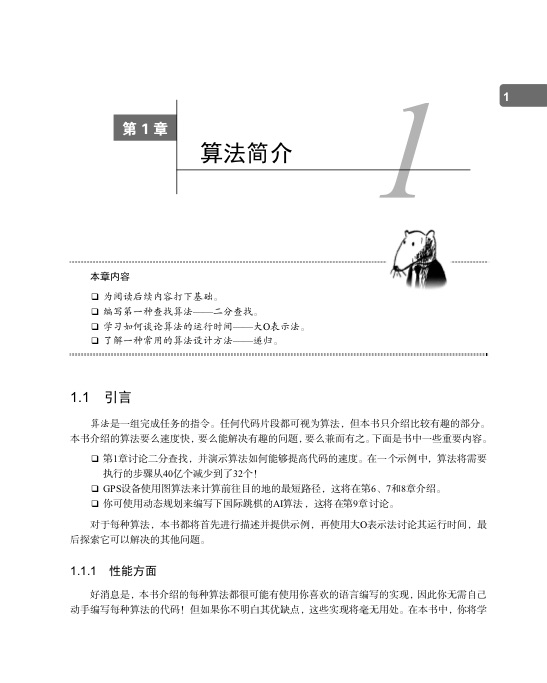 1
第 1 章
1
算法简介
本章内容
❑ 为阅读后续内容打下基础。
❑ 编写第一种查找算法——二分查找。
❑ 学习如何谈论算法的运行时间——大O表示法。
❑ 了解一种常用的算法设计方法——递归。
1.1 引言
算法是一组完成任务的指令。任何代码片段都可视为算法，但本书只介绍比较有趣的部分。
本书介绍的算法要么速度快，要么能解决有趣的问题，要么兼而有之。下面是书中一些重要内容。
❑ 第1章讨论二分查找，并演示算法如何能够提高代码的速度。在一个示例中，算法将需要
执行的步骤从40亿个减少到了32个！
❑ GPS设备使用图算法来计算前往目的地的最短路径，这将在第6、7和8章介绍。
❑ 你可使用动态规划来编写下国际跳棋的AI算法，这将在第9章讨论。
对于每种算法，本书都将首先进行描述并提供示例，再使用大O表示法讨论其运行时间，最
后探索它可以解决的其他问题。
1.1.1 性能方面
好消息是，本书介绍的每种算法都很可能有使用你喜欢的语言编写的实现，因此你无需自己
动手编写每种算法的代码！但如果你不明白其优缺点，这些实现将毫无用处。在本书中，你将学